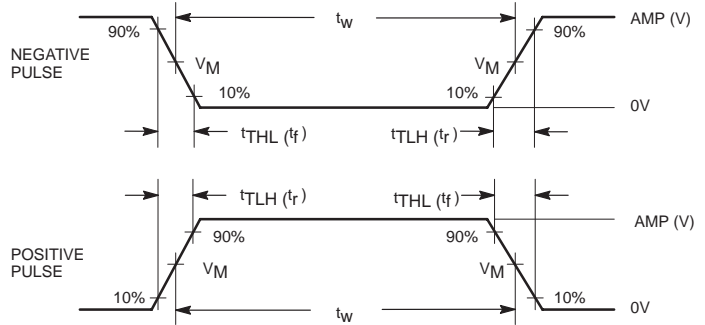 tw
AMP (V)
90%
90%
NEGATIVE
PULSE
VM
VM
10%
10%
0V
tTHL (tf)
tTLH (tr)
tTLH (tr)
tTHL (tf)
AMP (V)
90%
90%
POSITIVE
PULSE
VM
VM
10%
10%
tw
0V